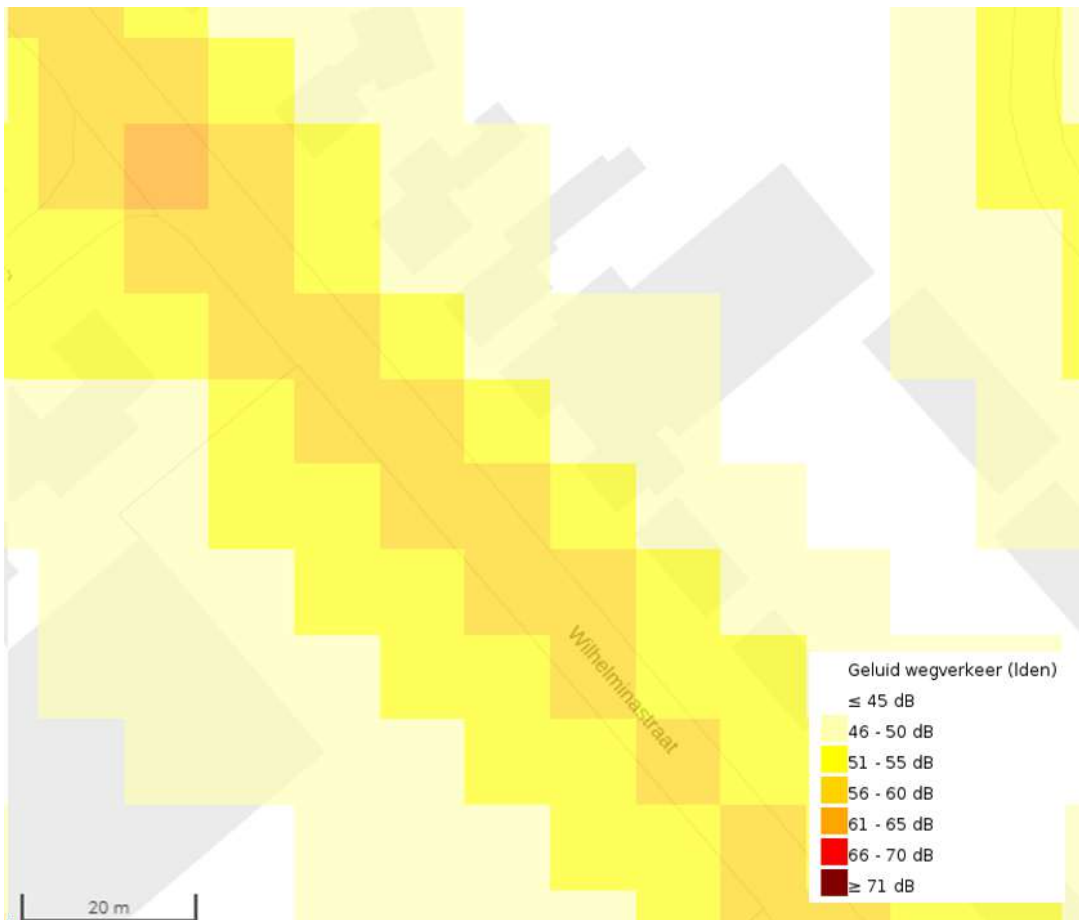 Wilhelminastraat
Geluid wegverkeer (lden)
≤ 45 dB
46 - 50 dB
51 - 55 dB
56 - 60 dB
61 - 65 dB
66 - 70 dB
≥ 71 dB
20 m